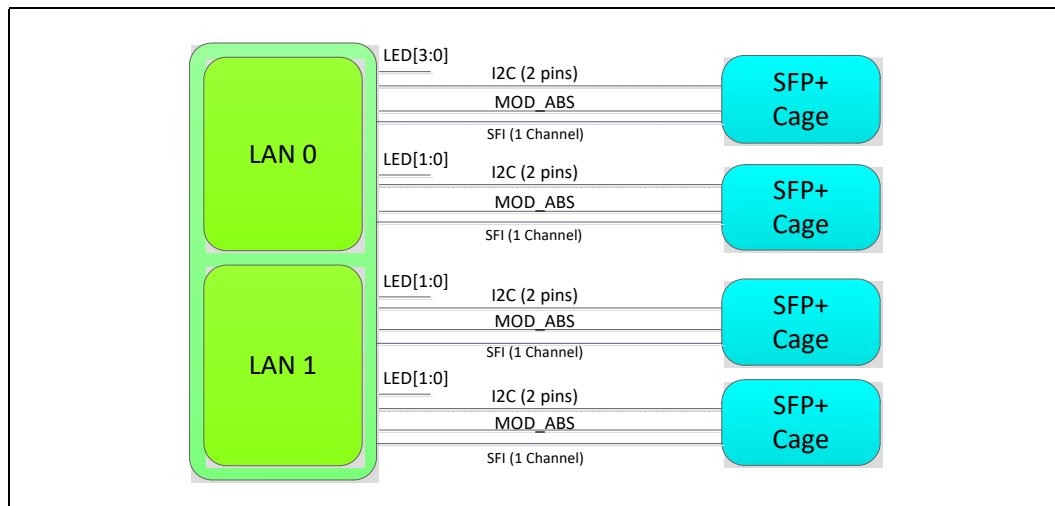 LED[3:0]
I2C (2 pins)
MOD_ABS
SFI (1 Channel)
SFP+
Cage
LAN 0
LED[1:0]
I2C (2 pins)
MOD_ABS
SFI (1 Channel)
SFP+
Cage
LED[1:0]
I2C (2 pins)
MOD_ABS
SFI (1 Channel)
SFP+
Cage
LAN 1
LED[1:0]
I2C (2 pins)
MOD_ABS
SFI (1 Channel)
SFP+
Cage